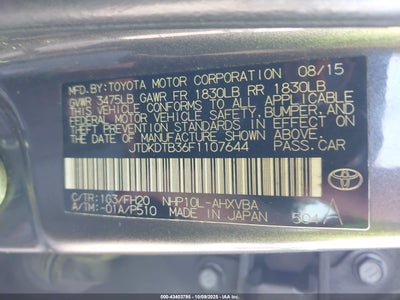 MFD.BY:TOYOTA MOTOR CORPORATION 08/15
GVWR 3475LB GAWR FR 1830LB RR 1830LB
THIS VEHICLE CONFORMS TO ALL APPLICABLE
FEDERAL MOTOR VEHICLE SAFETY, BUMPER, AND
THEFT PREVENTION STANDARDS IN EFFECT ON
THE DATE OF MANUFACTURE SHOWN ABOVE.
JTDKDTB36F1107644 PASS.CAR
C/TR:1G3/FH20 NHP10L-AHXVBA
A/TM:-01A/P510 MADE IN JAPAN A
TOYOTA
000-43403795 - 10/09/2025 - IAA Inc.